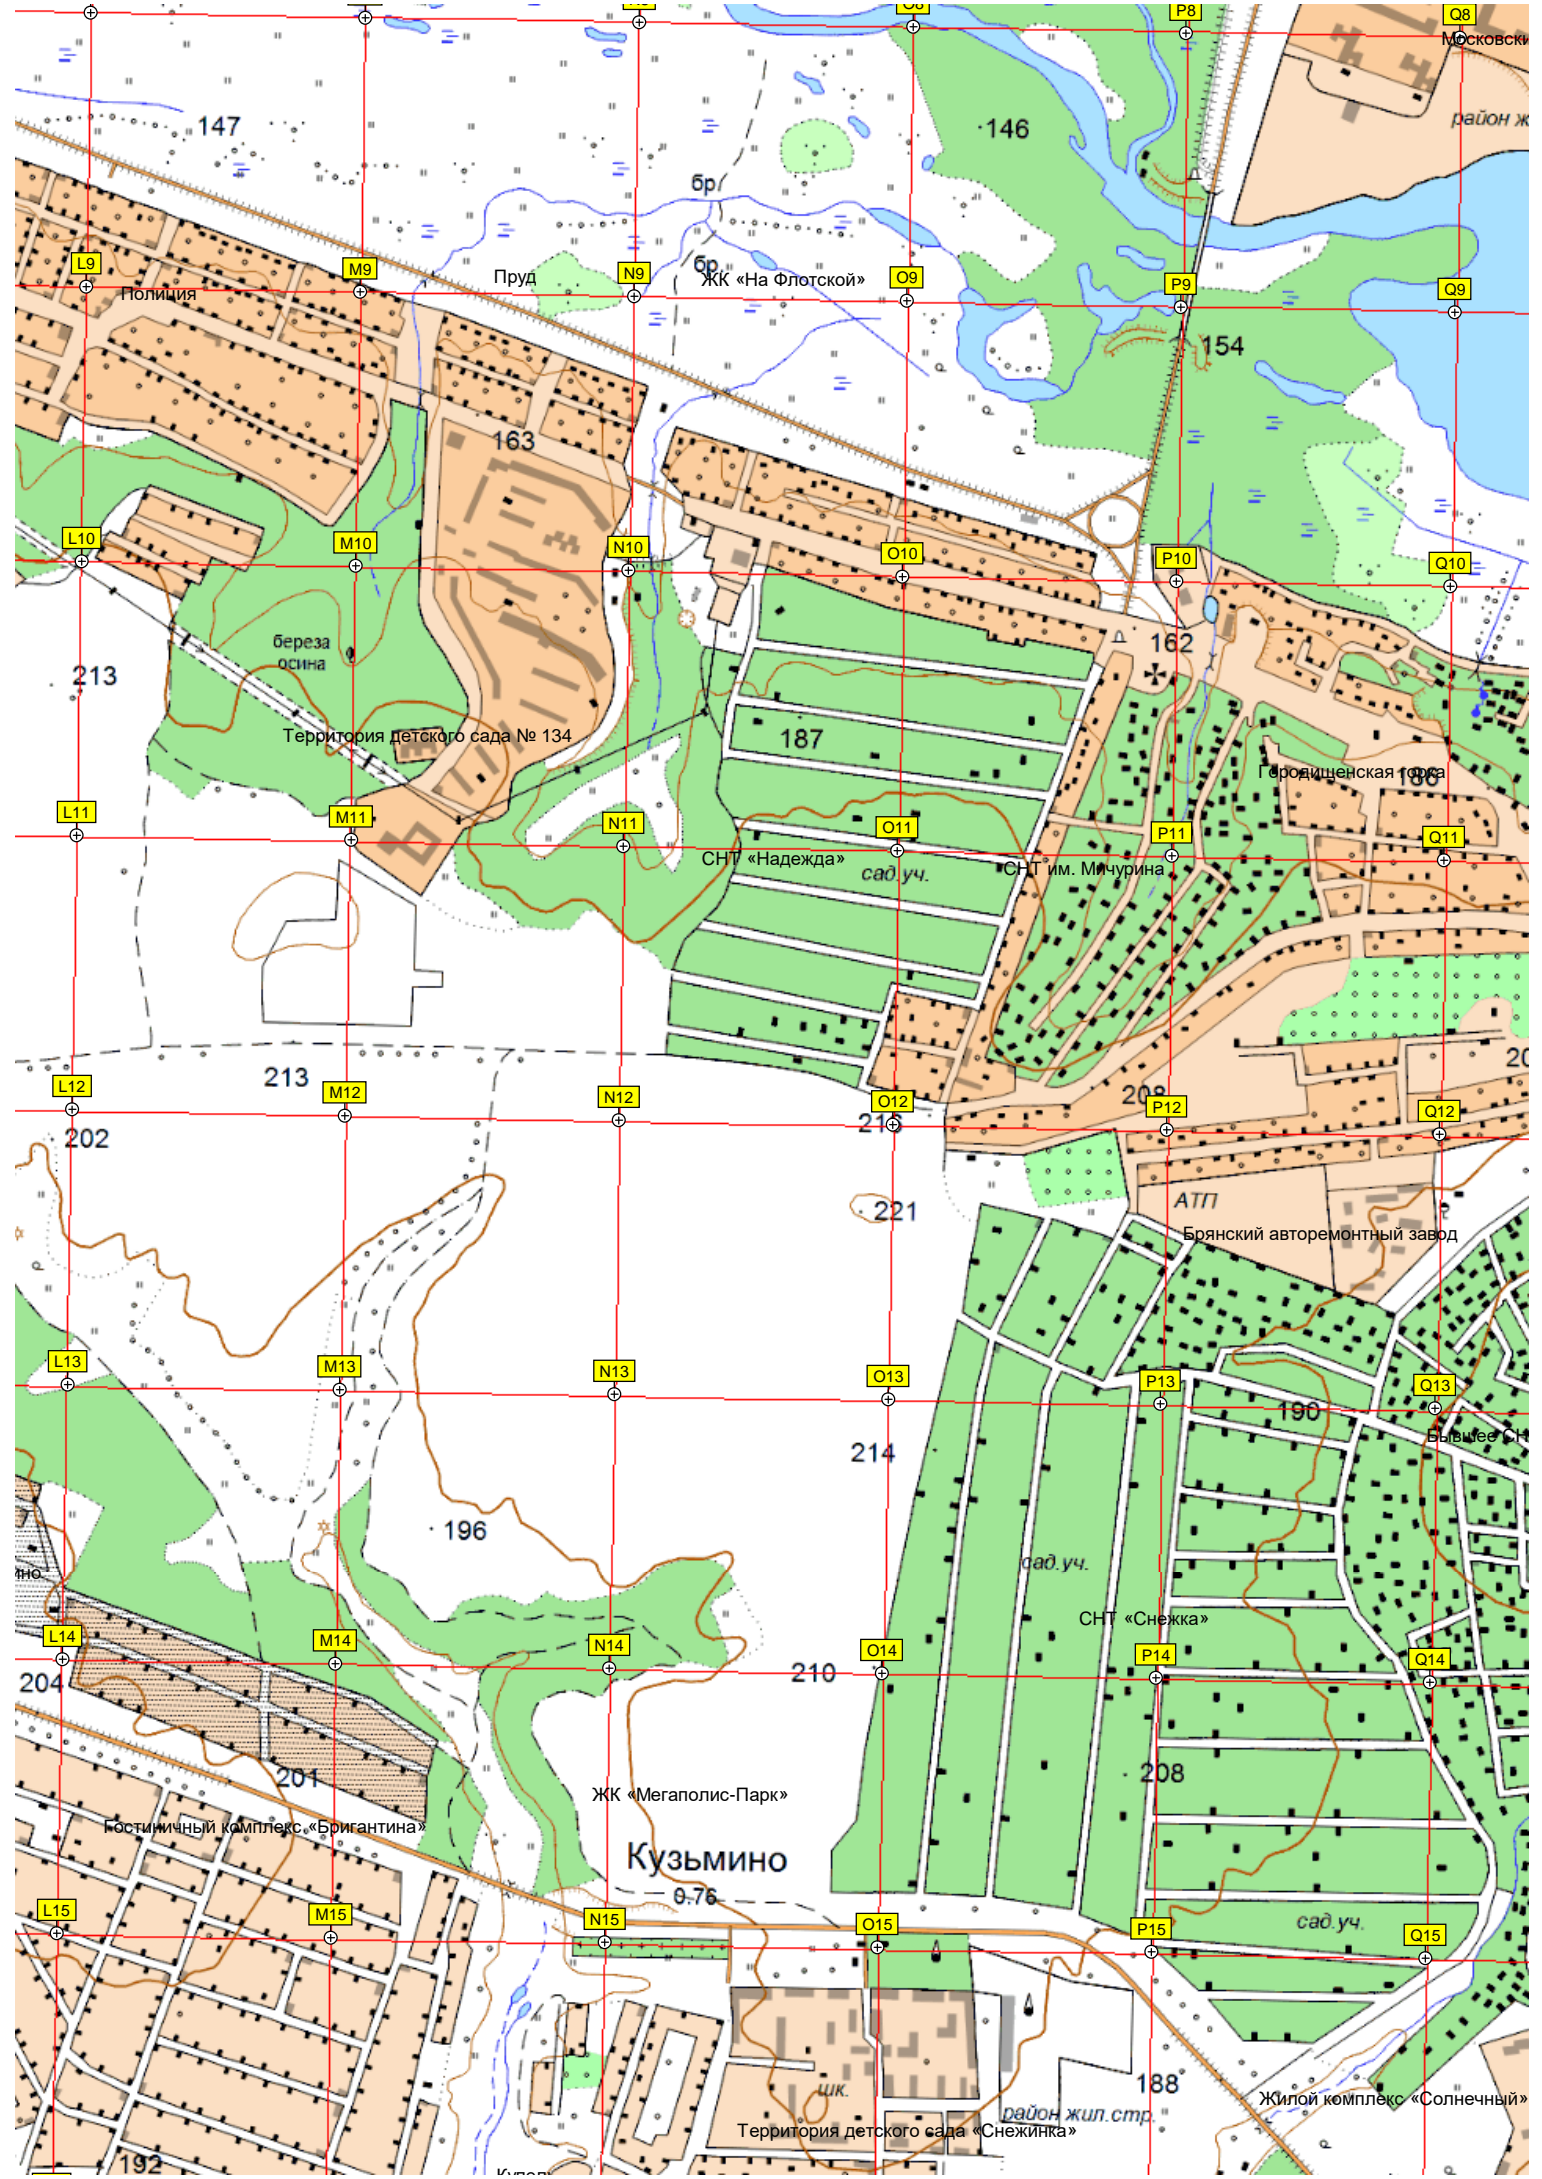 P8
Q8
147
146
бр.
L9
M9
N9
O9
P9
Q9
Полиция
Пруд
бр.
ЖК «На Флотской»
154
163
L10
M10
N10
O10
P10
Q10
береза
осина
162
213
Территория детского сада № 134
187
Городищенская горка
186
L11
M11
N11
O11
P11
Q11
СНТ «Надежда»
сад.уч.
СНТ им. Мичурина
213
L12
M12
N12
O12
P12
Q12
208
202
216
221
АТП
Брянский авторемонтный завод
L13
M13
N13
O13
P13
Q13
190
214
196
сад.уч.
СНТ «Снежка»
L14
M14
N14
O14
P14
Q14
204
210
201
208
ЖК «Мегаполис-Парк»
Гостиничный комплекс «Бригантина»
Кузьмино
0.76
L15
M15
N15
O15
P15
Q15
сад.уч.
шк.
188
район жил.стр.
Жилой комплекс «Солнечный»
Территория детского сада «Снежинка»
192